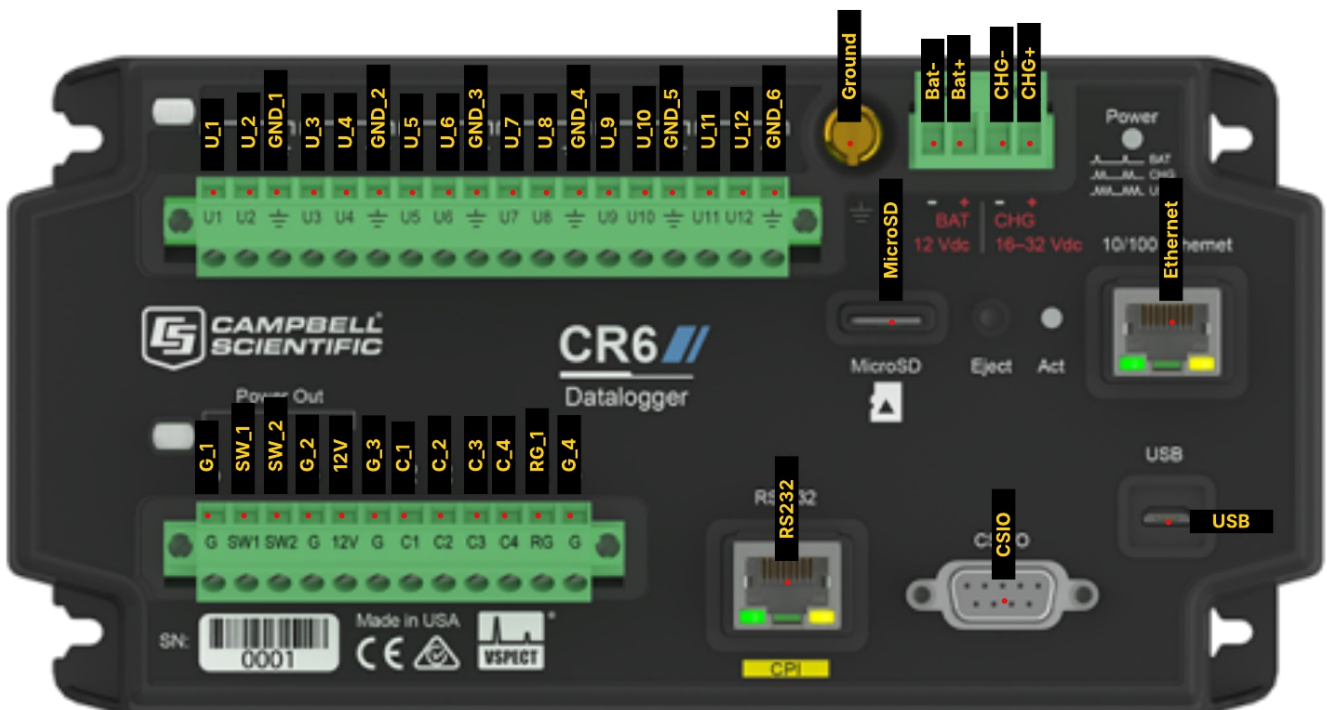 U_1 U_2 GND_1 U_3 U_4 GND_2 U_5 U_6 GND_3 U_7 U_8 GND_4 U_9 U_10 GND_5 U_11 U_12 GND_6
Ground
Bat- Bat+ CHG- CHG+
Power
BAT
CHG
U1 U2 U3 U4 U5 U6 U7 U8 U9 U10 U11 U12
- + - +
BAT CHG
12 Vdc 16–32 Vdc
MicroSD
10/100
Ethernet
CAMPBELL
SCIENTIFIC
CR6
Datalogger
MicroSD Eject Act
Power Out
G_1 SW_1 SW_2 G_2 12V G_3 C_1 C_2 C_3 C_4 RG_1 G_4
G SW1 SW2 G 12V G C1 C2 C3 C4 RG G
USB
USB
RS232
CSIO
SN: 0001
Made in USA
CE
VSPECT
CPI